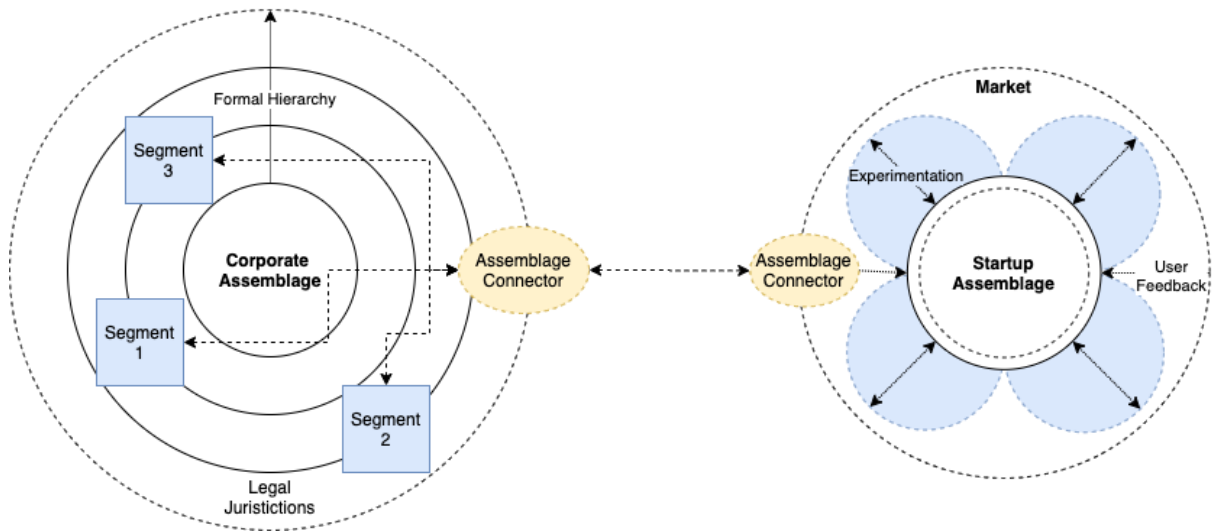 Formal Hierarchy
Segment
3
Corporate
Assemblage
Segment
1
Segment
2
Legal
Juristictions
Assemblage
Connector
Assemblage
Connector
Market
Experimentation
Startup
Assemblage
User
Feedback